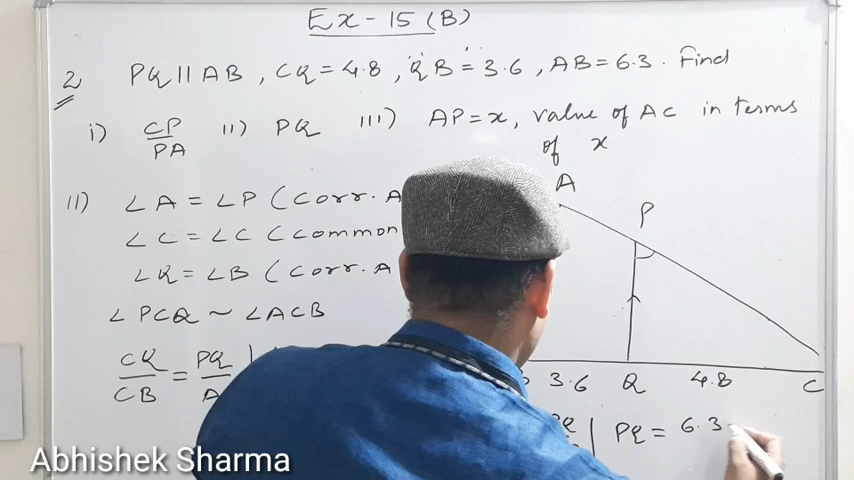 Ex - 15 (B)
2 PQ || AB , CQ = 4.8 , QB = 3.6 , AB = 6.3 . Find
i) CP/PA ii) PQ iii) AP = x, value of AC in terms
of x
ii) ∠A = ∠P (Corr. A
∠C = ∠C (Common
∠Q = ∠B (Corr. A
∠PCQ ~ ∠ACB
CQ/CB = PQ/A
A
P
3.6 Q 4.8 C
PQ = 6.3
Abhishek Sharma